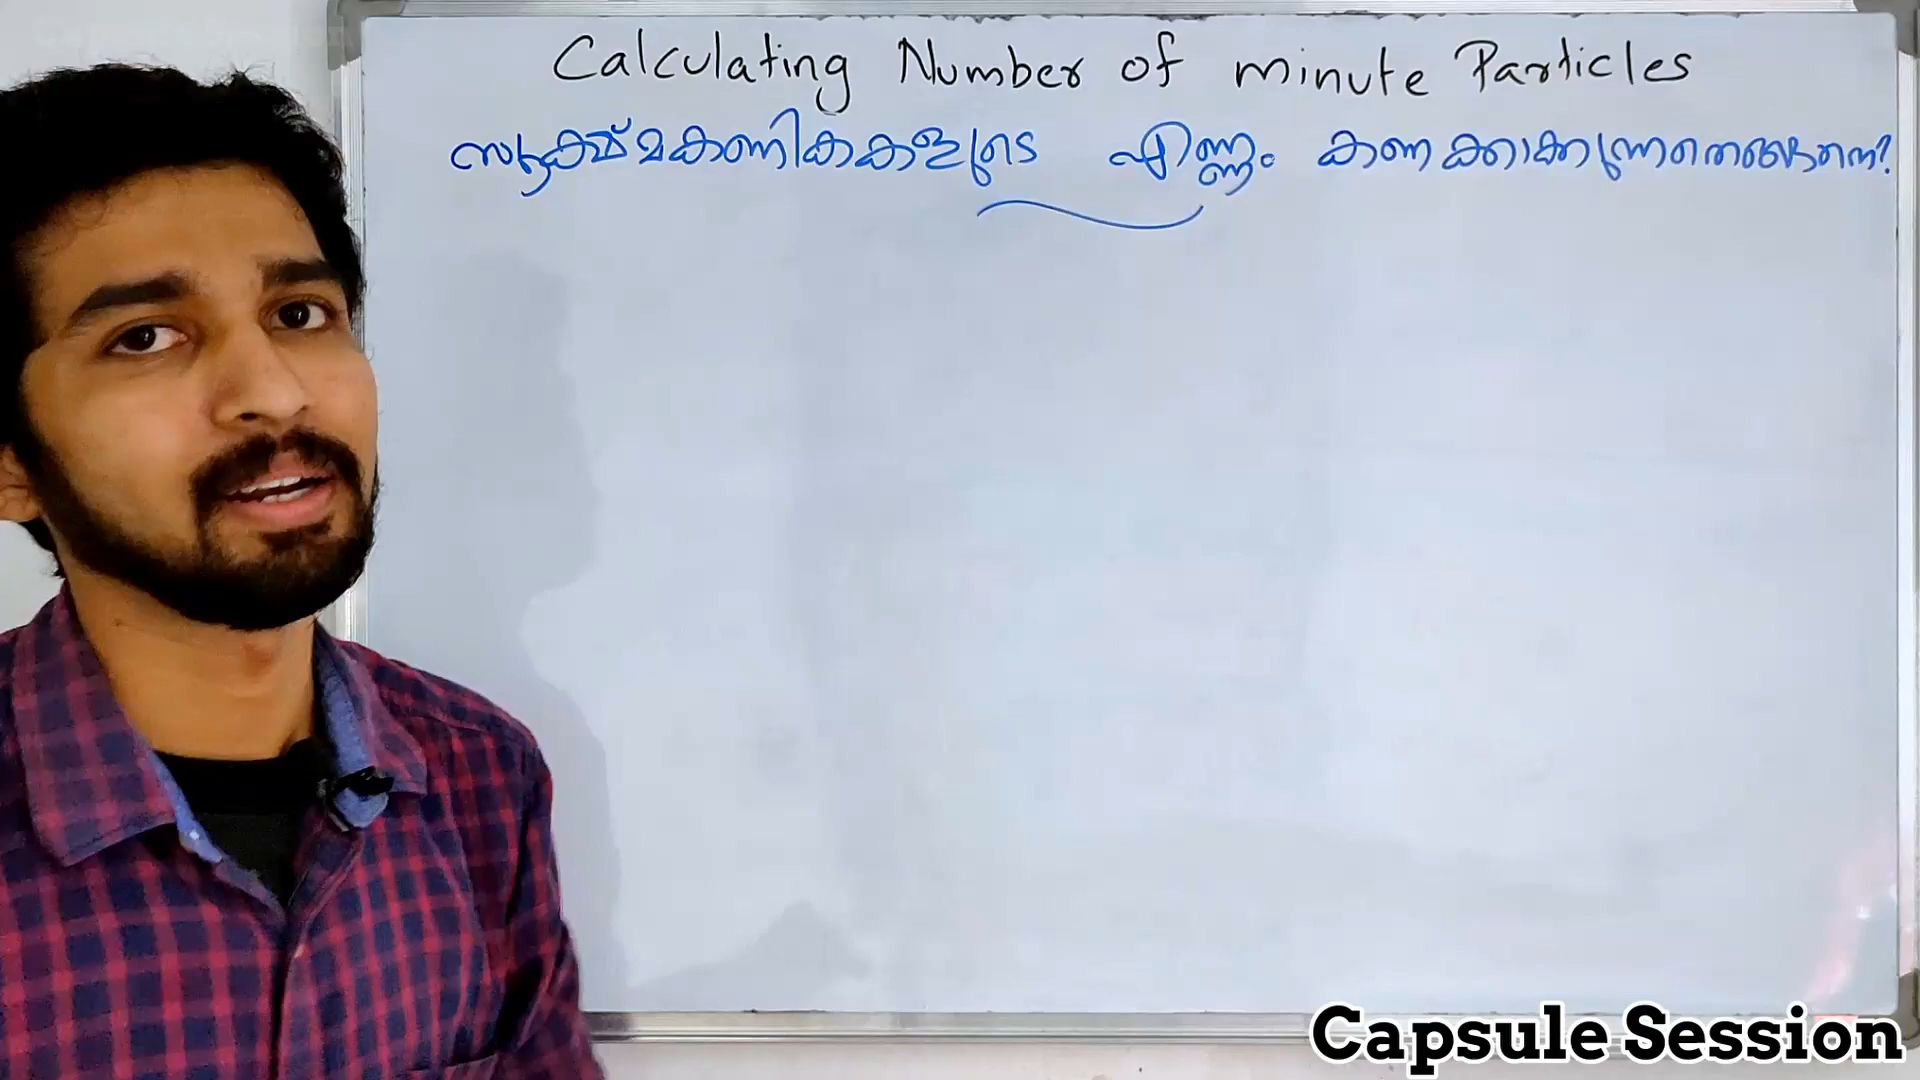 Calculating Number of minute Particles
സൂക്ഷ്മകണികകളുടെ എണ്ണം കണക്കാക്കുന്നതെങ്ങനെ?
Capsule Session